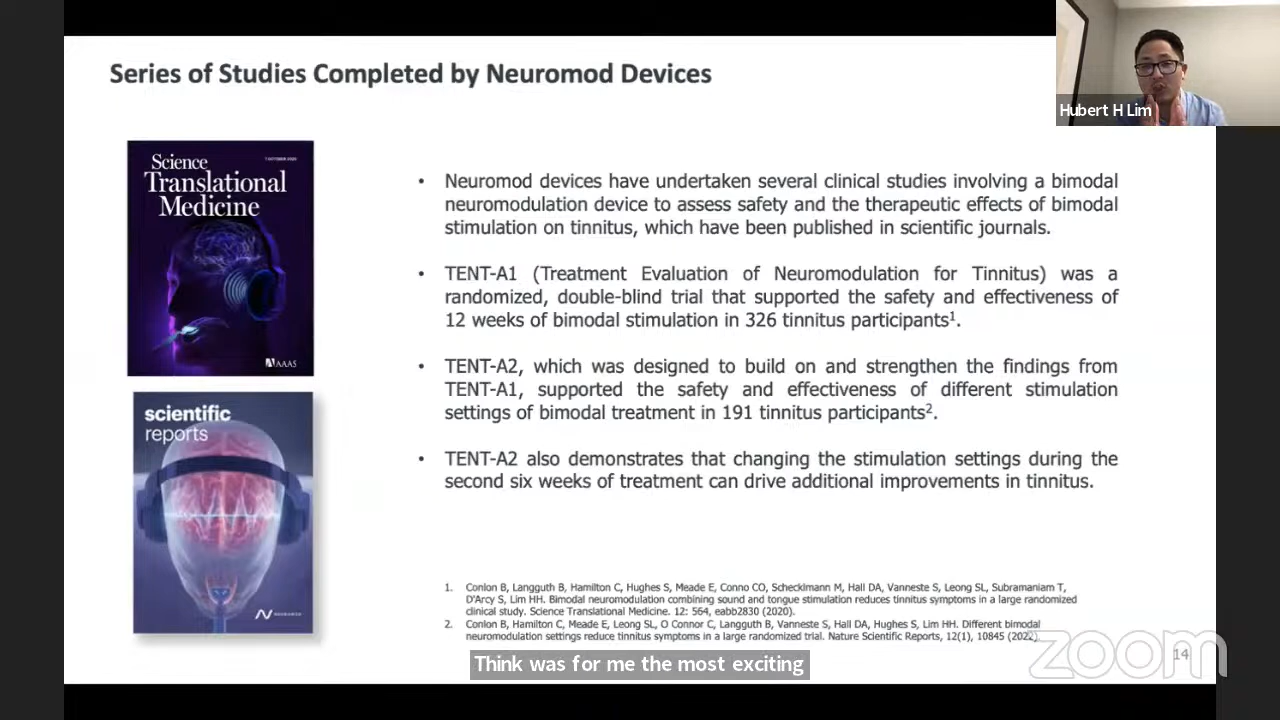 Series of Studies Completed by Neuromod Devices
Hubert H Lim
Science
Translational
Medicine
AAAS
scientific
reports
• Neuromod devices have undertaken several clinical studies involving a bimodal
neuromodulation device to assess safety and the therapeutic effects of bimodal
stimulation on tinnitus, which have been published in scientific journals.
• TENT-A1 (Treatment Evaluation of Neuromodulation for Tinnitus) was a
randomized, double-blind trial that supported the safety and effectiveness of
12 weeks of bimodal stimulation in 326 tinnitus participants1.
• TENT-A2, which was designed to build on and strengthen the findings from
TENT-A1, supported the safety and effectiveness of different stimulation
settings of bimodal treatment in 191 tinnitus participants2.
• TENT-A2 also demonstrates that changing the stimulation settings during the
second six weeks of treatment can drive additional improvements in tinnitus.
1. Conlon B, Langguth B, Hamilton C, Hughes S, Meade E, Conno CO, Schecklmann M, Hall DA, Vanneste S, Leong SL, Subramaniam T,
D'Arcy S, Lim HH. Bimodal neuromodulation combining sound and tongue stimulation reduces tinnitus symptoms in a large randomized
clinical study. Science Translational Medicine. 12: 564, eabb2830 (2020).
2. Conlon B, Hamilton C, Meade E, Leong SL, O Connor C, Langguth B, Vanneste S, Hall DA, Hughes S, Lim HH. Different bimodal
neuromodulation settings reduce tinnitus symptoms in a large randomized trial. Nature Scientific Reports, 12(1), 10845 (2022).
Think was for me the most exciting
zoom
14